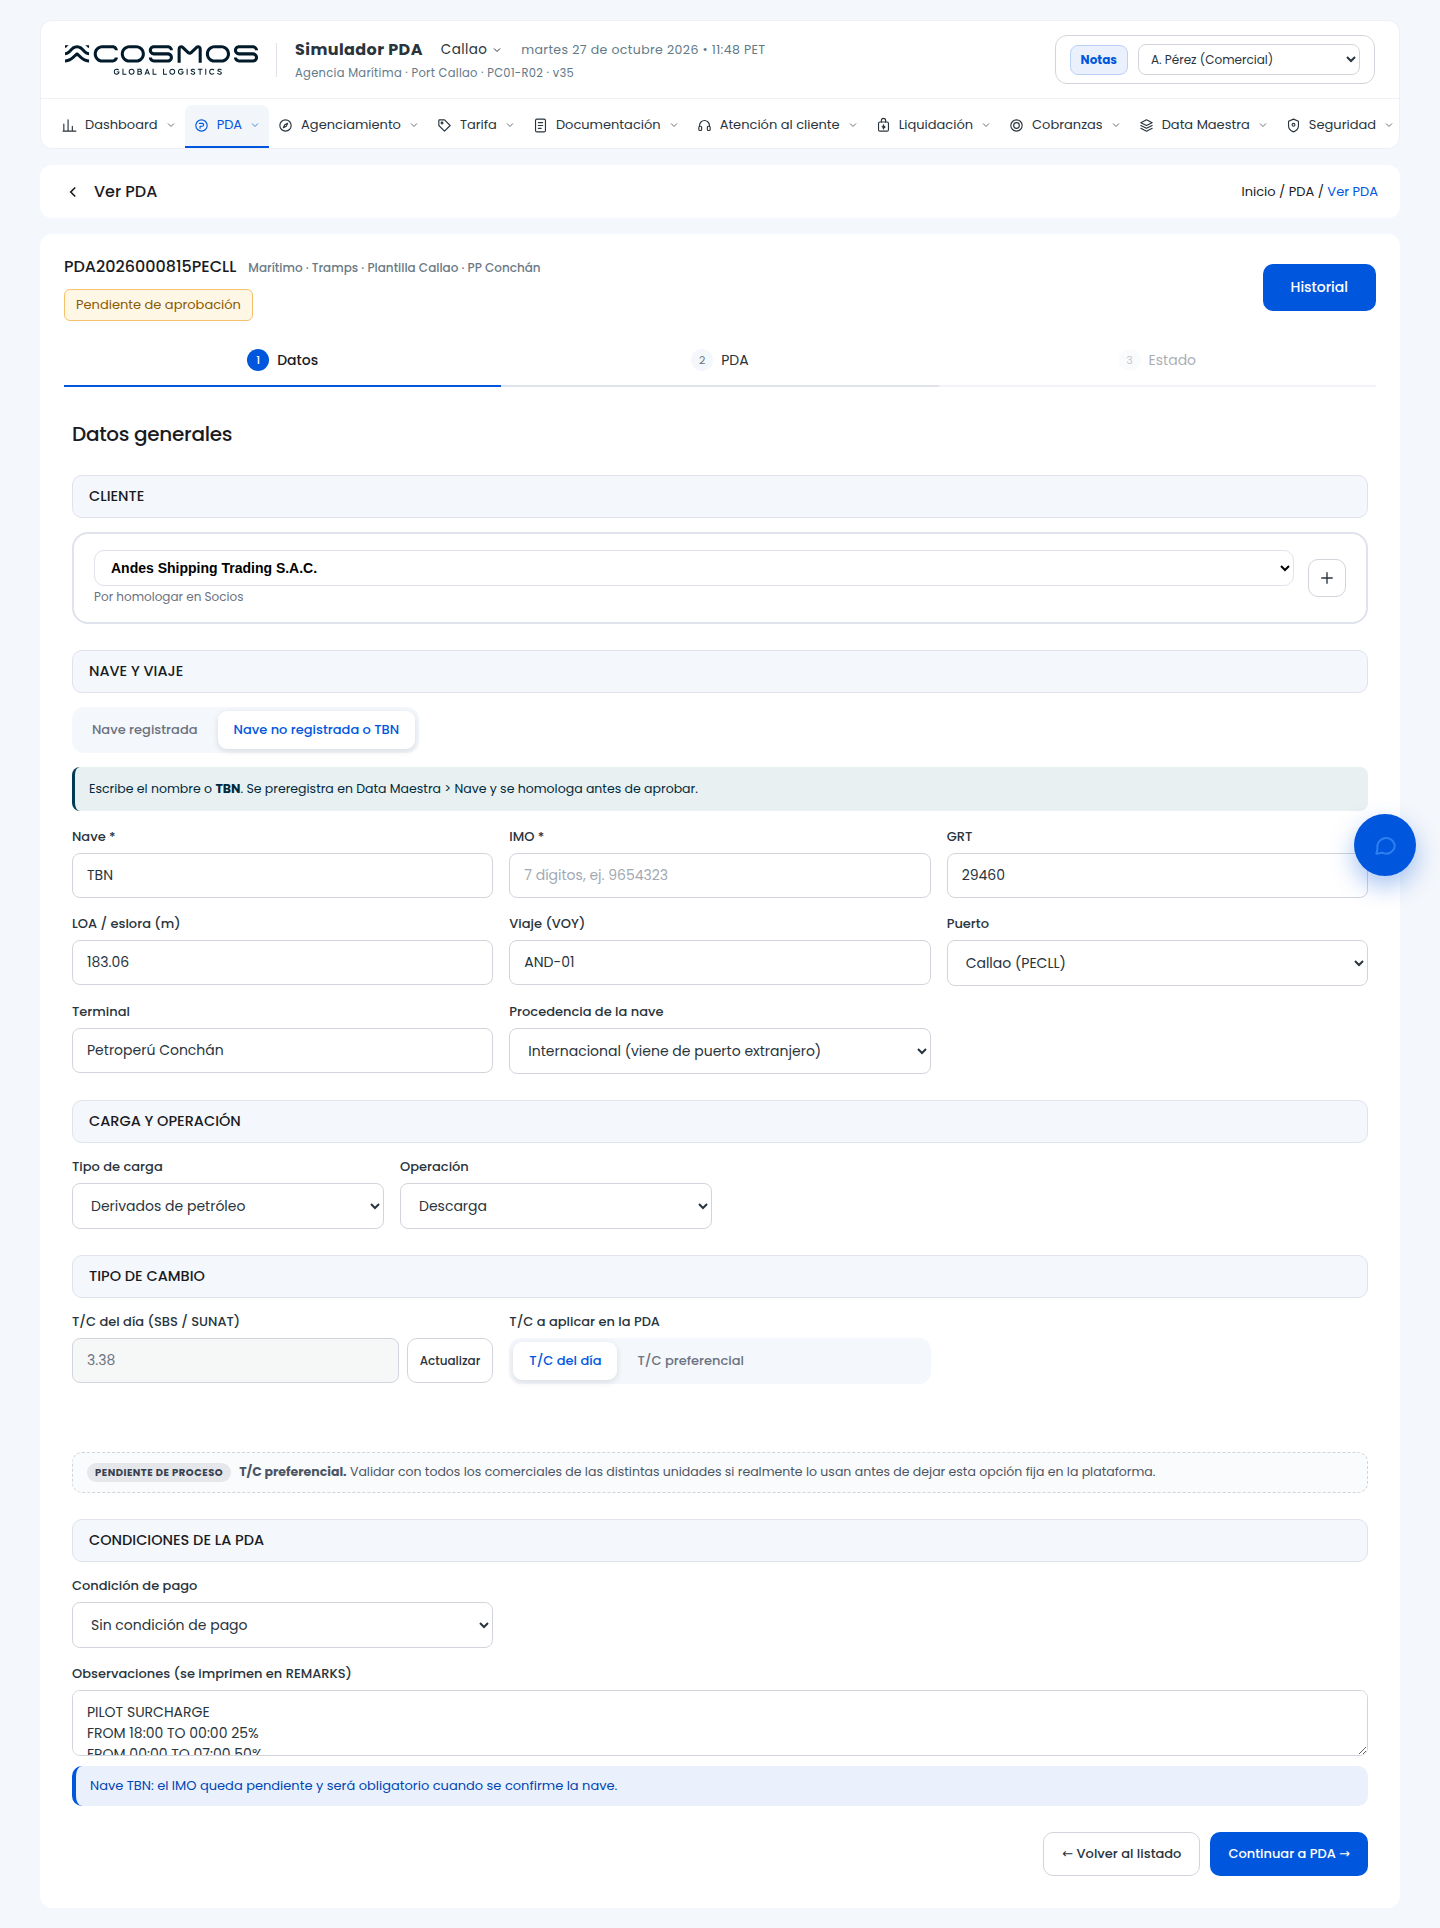 COSMOS
GLOBAL LOGISTICS
Simulador PDA Callao martes 27 de octubre 2026 • 11:48 PET
Agencia Marítima · Port Callao · PC01-R02 · v35
Notas A. Pérez (Comercial)
Dashboard PDA Agenciamiento Tarifa Documentación Atención al cliente Liquidación Cobranzas Data Maestra Seguridad
Ver PDA
Inicio / PDA / Ver PDA
PDA2026000815PECLL Marítimo · Tramps · Plantilla Callao · PP Conchán
Pendiente de aprobación
Historial
1 Datos 2 PDA 3 Estado
Datos generales
CLIENTE
Andes Shipping Trading S.A.C.
Por homologar en Socios
NAVE Y VIAJE
Nave registrada Nave no registrada o TBN
Escribe el nombre o TBN. Se preregistra en Data Maestra > Nave y se homologa antes de aprobar.
Nave * IMO * GRT
TBN 7 dígitos, ej. 9654323 29460
LOA / eslora (m) Viaje (VOY) Puerto
183.06 AND-01 Callao (PECLL)
Terminal Procedencia de la nave
Petroperú Conchán Internacional (viene de puerto extranjero)
CARGA Y OPERACIÓN
Tipo de carga Operación
Derivados de petróleo Descarga
TIPO DE CAMBIO
T/C del día (SBS / SUNAT) T/C a aplicar en la PDA
3.38 Actualizar T/C del día T/C preferencial
PENDIENTE DE PROCESO T/C preferencial. Validar con todos los comerciales de las distintas unidades si realmente lo usan antes de dejar esta opción fija en la plataforma.
CONDICIONES DE LA PDA
Condición de pago
Sin condición de pago
Observaciones (se imprimen en REMARKS)
PILOT SURCHARGE
FROM 18:00 TO 00:00 25%
FROM 00:00 TO 07:00 50%
Nave TBN: el IMO queda pendiente y será obligatorio cuando se confirme la nave.
← Volver al listado Continuar a PDA →